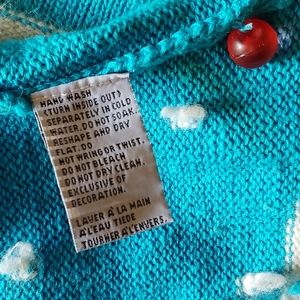 HAND WASH
(TURN INSIDE OUT)
SEPARATELY IN COLD
WATER. DO NOT SOAK.
RESHAPE AND DRY
FLAT. DO
NOT WRING OR TWIST.
DO NOT BLEACH
DO NOT DRY CLEAN.
EXCLUSIVE OF
DECORATION.
LAVER À LA MAIN
À L'EAU TIEDE
TOURNER À L'ENVERS.